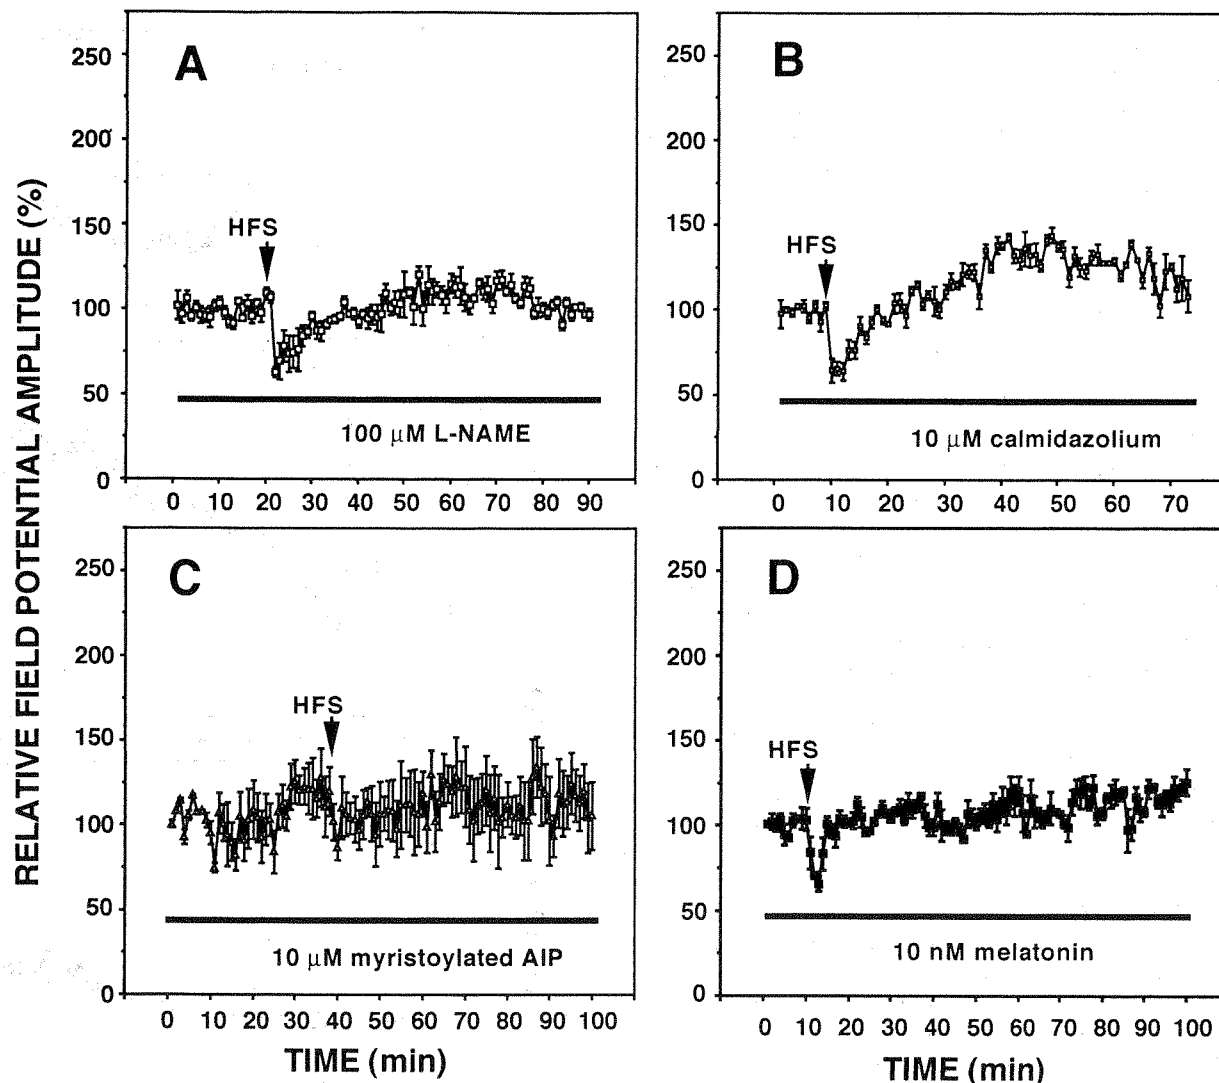 RELATIVE FIELD POTENTIAL AMPLITUDE (%)
A
250
200
150
100
50
0
HFS
100 μM L-NAME
0 10 20 30 40 50 60 70 80 90
B
250
200
150
100
50
0
HFS
10 μM calmidazolium
0 10 20 30 40 50 60 70
C
250
200
150
100
50
0
HFS
10 μM myristoylated AIP
0 10 20 30 40 50 60 70 80 90 100
TIME (min)
D
250
200
150
100
50
0
HFS
10 nM melatonin
0 10 20 30 40 50 60 70 80 90 100
TIME (min)